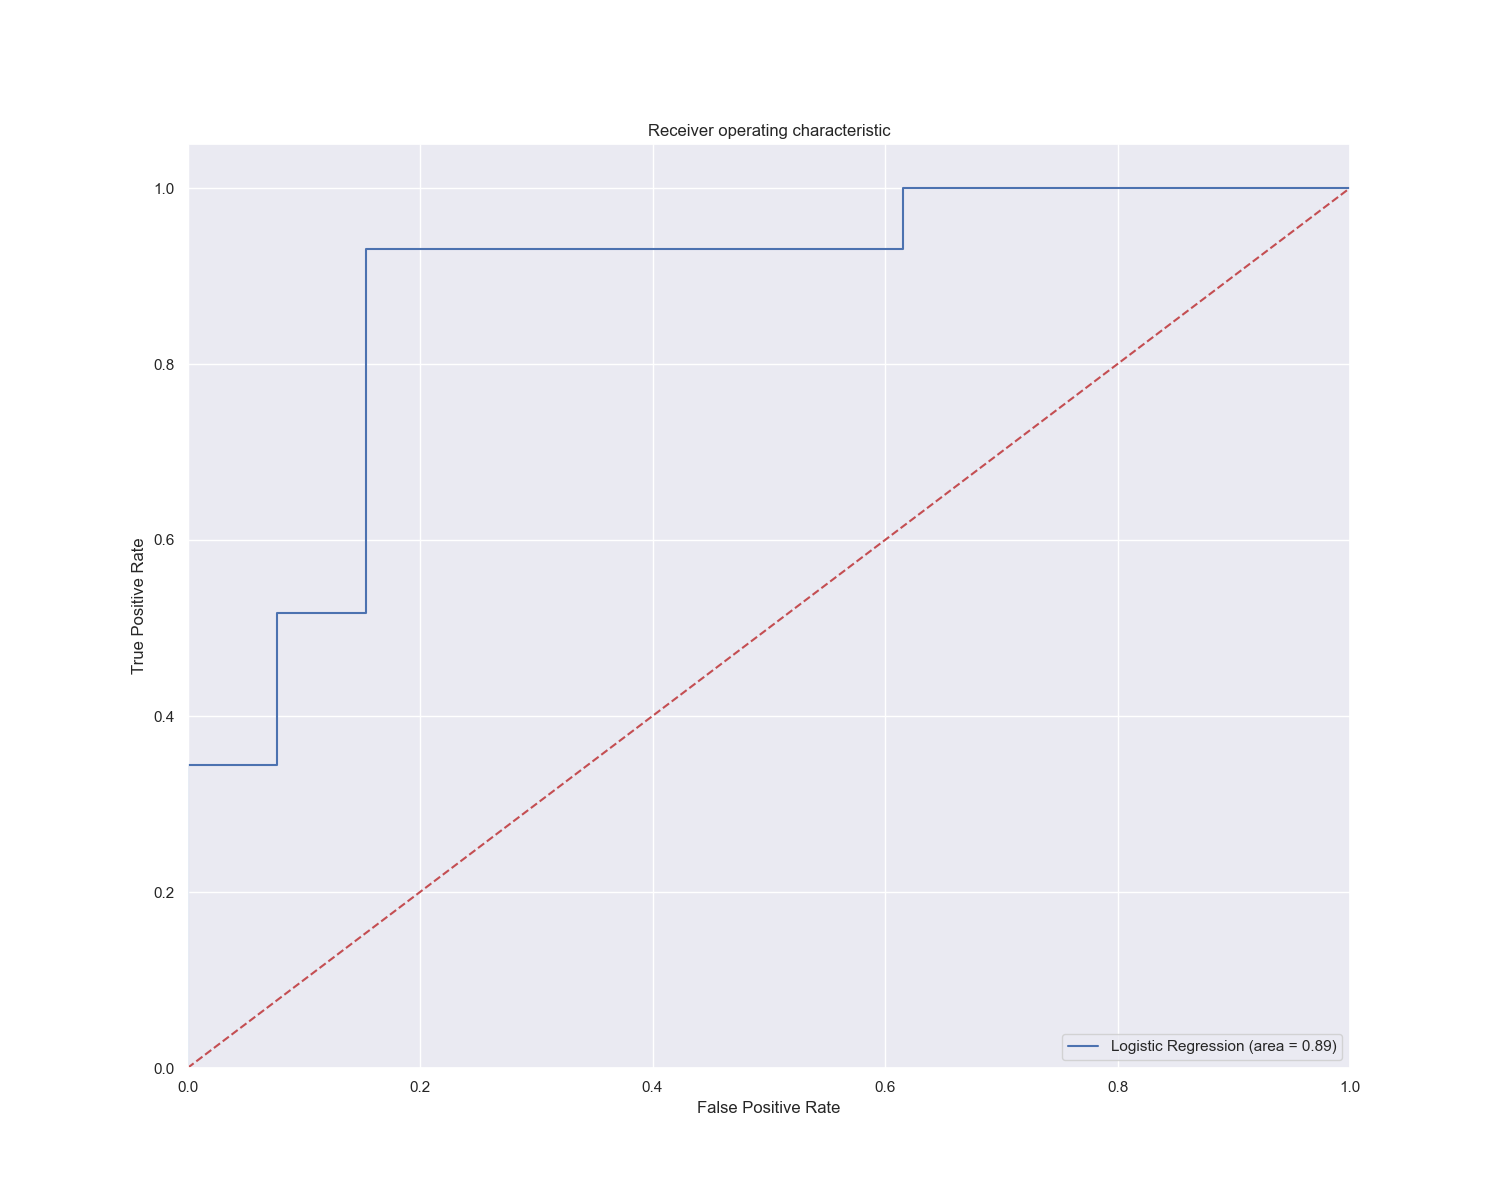 Receiver operating characteristic
1.0
0.8
0.6
0.4
0.2
0.0
True Positive Rate
Logistic Regression (area = 0.89)
0.0 0.2 0.4 0.6 0.8 1.0
False Positive Rate